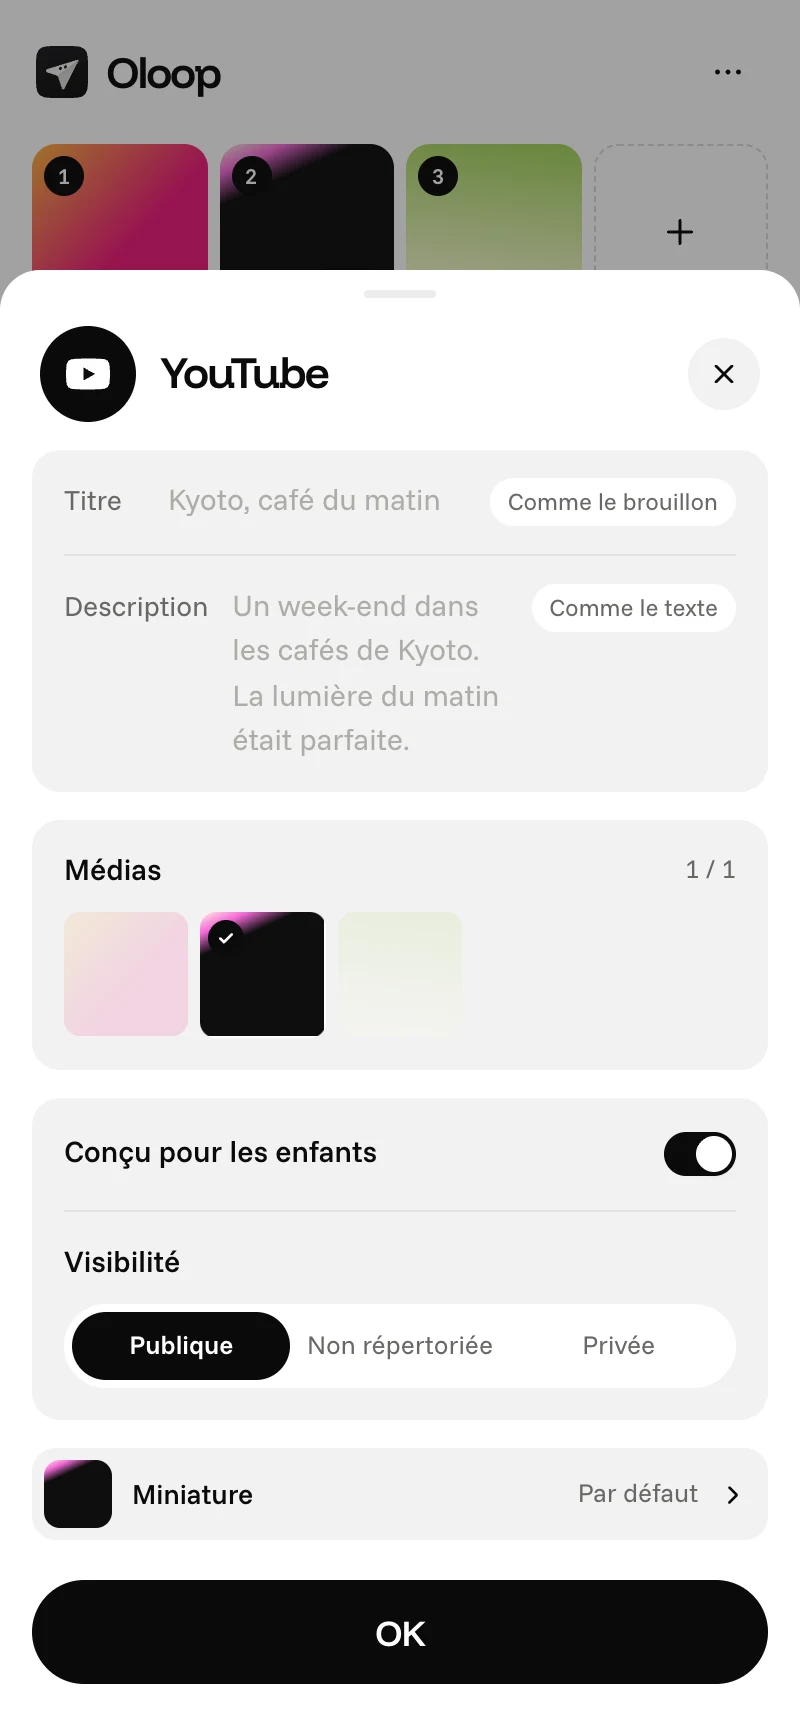 Oloop
1
2
3
YouTube
Titre
Kyoto, café du matin
Comme le brouillon
Description
Un week-end dans
les cafés de Kyoto.
La lumière du matin
était parfaite.
Comme le texte
Médias
1 / 1
Conçu pour les enfants
Visibilité
Publique
Non répertoriée
Privée
Miniature
Par défaut
OK